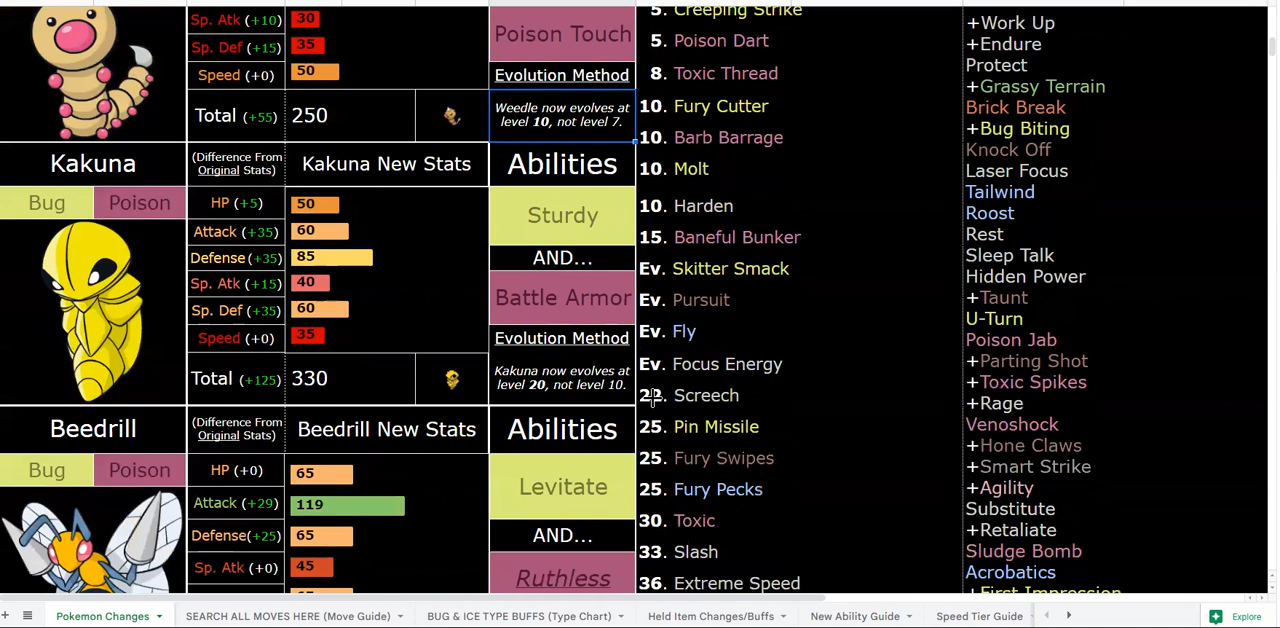 Sp. Atk (+10) 30
Sp. Def (+15) 35
Speed (+0) 50
Total (+55) 250
Poison Touch
Evolution Method
Weedle now evolves at
level 10, not level 7.
Kakuna
(Difference From
Original Stats)
Kakuna New Stats
Abilities
Bug Poison
HP (+5) 50
Attack (+35) 60
Defense (+35) 85
Sp. Atk (+15) 40
Sp. Def (+35) 60
Speed (+0) 35
Total (+125) 330
Sturdy
AND...
Battle Armor
Evolution Method
Kakuna now evolves at
level 20, not level 10.
Beedrill
(Difference From
Original Stats)
Beedrill New Stats
Abilities
Bug Poison
HP (+0) 65
Attack (+29) 119
Defense(+25) 65
Sp. Atk (+0) 45
Levitate
AND...
Ruthless
5. Creeping Strike
5. Poison Dart
8. Toxic Thread
10. Fury Cutter
10. Barb Barrage
10. Molt
10. Harden
15. Baneful Bunker
Ev. Skitter Smack
Ev. Pursuit
Ev. Fly
Ev. Focus Energy
22. Screech
25. Pin Missile
25. Fury Swipes
25. Fury Pecks
30. Toxic
33. Slash
36. Extreme Speed
+Work Up
+Endure
Protect
+Grassy Terrain
Brick Break
+Bug Biting
Knock Off
Laser Focus
Tailwind
Roost
Rest
Sleep Talk
Hidden Power
+Taunt
U-Turn
Poison Jab
+Parting Shot
+Toxic Spikes
+Rage
Venoshock
+Hone Claws
+Smart Strike
+Agility
Substitute
+Retaliate
Sludge Bomb
Acrobatics
+First Impression
+ Pokemon Changes SEARCH ALL MOVES HERE (Move Guide) BUG & ICE TYPE BUFFS (Type Chart) Held Item Changes/Buffs New Ability Guide Speed Tier Guide Explore